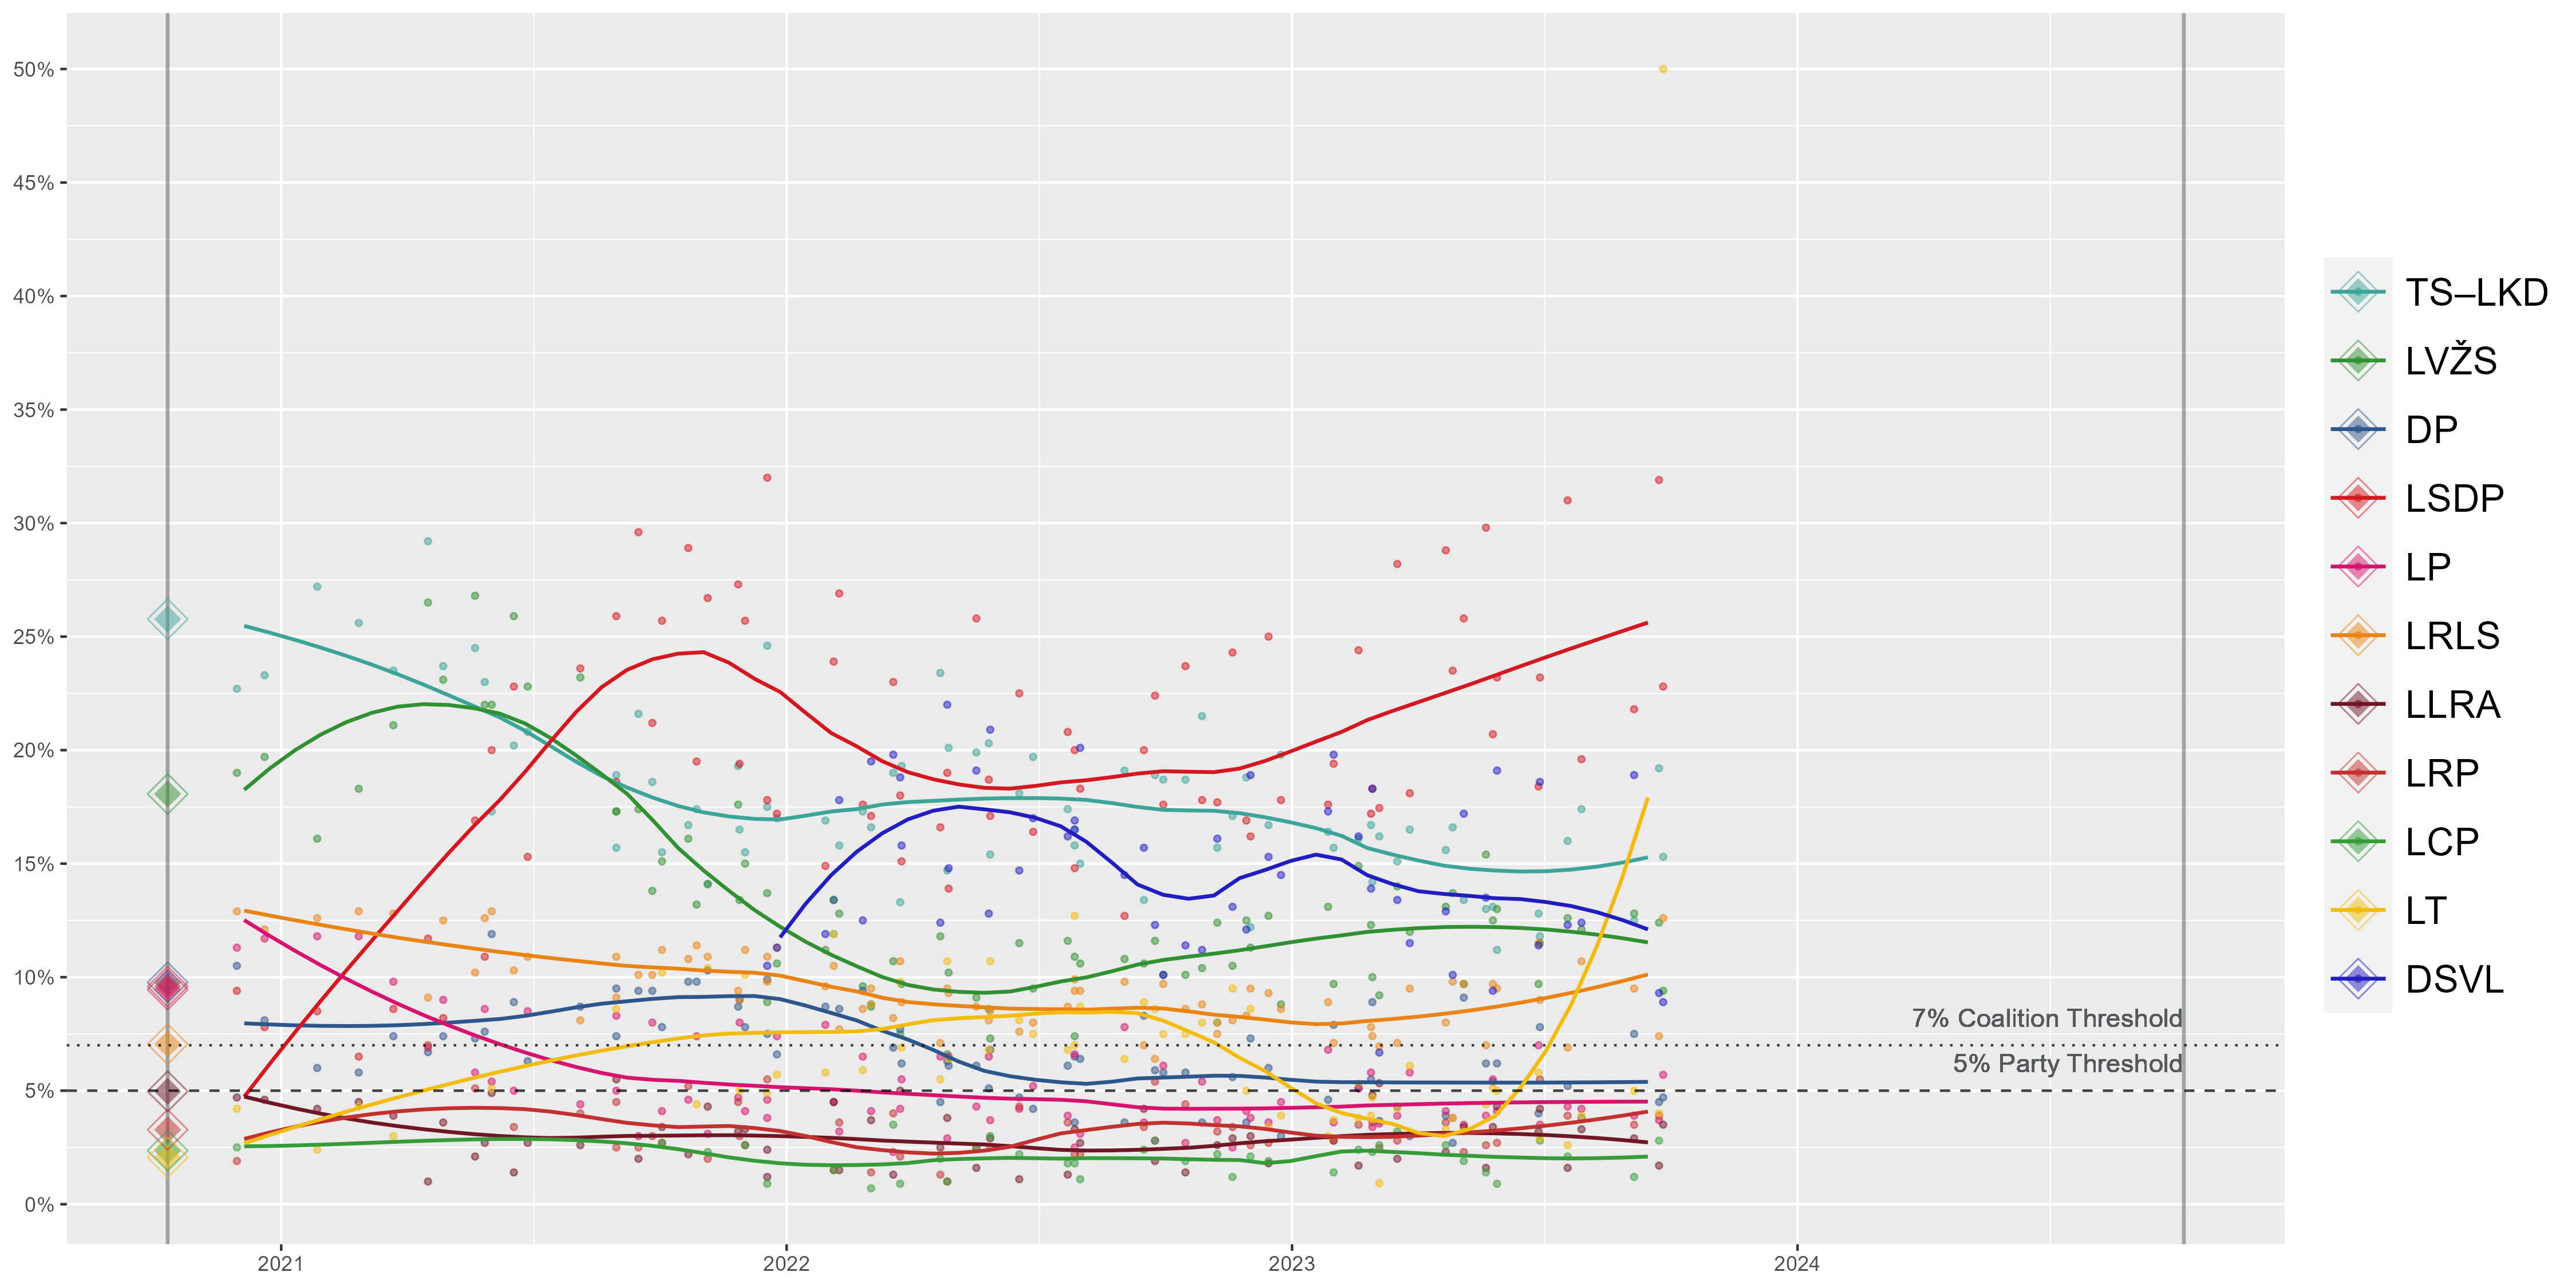 50%
45%
40%
35%
30%
25%
20%
15%
10%
5%
0%
7% Coalition Threshold
5% Party Threshold
2021
2022
2023
2024
TS–LKD
LVŽS
DP
LSDP
LP
LRLS
LLRA
LRP
LCP
LT
DSVL